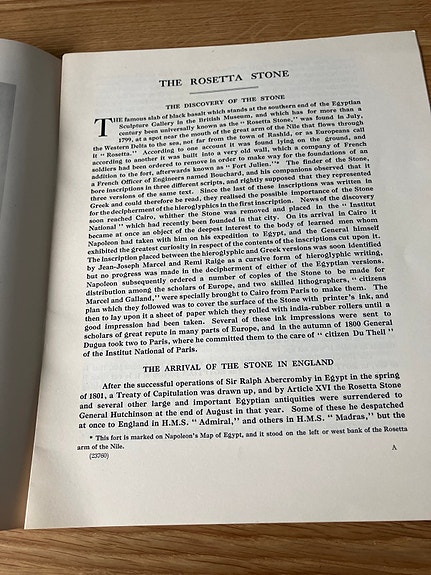 THE ROSETTA STONE
THE DISCOVERY OF THE STONE
THE famous slab of black basalt which stands at the southern end of the Egyptian
Sculpture Gallery in the British Museum, and which has for more than a
century been universally known as the "Rosetta Stone," was found in July,
1799, at a spot near the mouth of the great arm of the Nile that flows through
the Western Delta to the sea, not far from the town of Rashîd, or as Europeans call
it "Rosetta." According to one account it was found lying on the ground, and
according to another it was built into a very old wall, which a company of French
soldiers had been ordered to remove in order to make way for the foundations of an
addition to the fort, afterwards known as "Fort Julien."* The finder of the Stone,
a French Officer of Engineers named Bouchard, and his companions observed that it
bore inscriptions in three different scripts, and rightly supposed that they represented
three versions of the same text. Since the last of these inscriptions was written in
Greek and could therefore be read, they realised the possible importance of the Stone
for the decipherment of the hieroglyphics in the first inscription. News of the discovery
soon reached Cairo, whither the Stone was removed and placed in the "Institut
National" which had recently been founded in that city. On its arrival in Cairo it
became at once an object of the deepest interest to the body of learned men whom
Napoleon had taken with him on his expedition to Egypt, and the General himself
exhibited the greatest curiosity in respect of the contents of the inscriptions cut upon it.
The inscription placed between the hieroglyphic and Greek versions was soon identified
by Jean-Joseph Marcel and Remi Raige as a cursive form of hieroglyphic writing,
but no progress was made in the decipherment of either of the Egyptian versions.
Napoleon subsequently ordered a number of copies of the Stone to be made for
distribution among the scholars of Europe, and two skilled lithographers, "citizens
Marcel and Galland," were specially brought to Cairo from Paris to make them. The
plan which they followed was to cover the surface of the Stone with printer's ink, and
then to lay upon it a sheet of paper which they rolled with india-rubber rollers until a
good impression had been taken. Several of these ink impressions were sent to
scholars of great repute in many parts of Europe, and in the autumn of 1800 General
Dugua took two to Paris, where he committed them to the care of "citizen Du Theil"
of the Institut National of Paris.
THE ARRIVAL OF THE STONE IN ENGLAND
After the successful operations of Sir Ralph Abercromby in Egypt in the spring
of 1801, a Treaty of Capitulation was drawn up, and by Article XVI the Rosetta Stone
and several other large and important Egyptian antiquities were surrendered to
General Hutchinson at the end of August in that year. Some of these he despatched
at once to England in H.M.S. "Admiral," and others in H.M.S. "Madras," but the
* This fort is marked on Napoleon's Map of Egypt, and it stood on the left or west bank of the Rosetta
arm of the Nile.
(23760) A